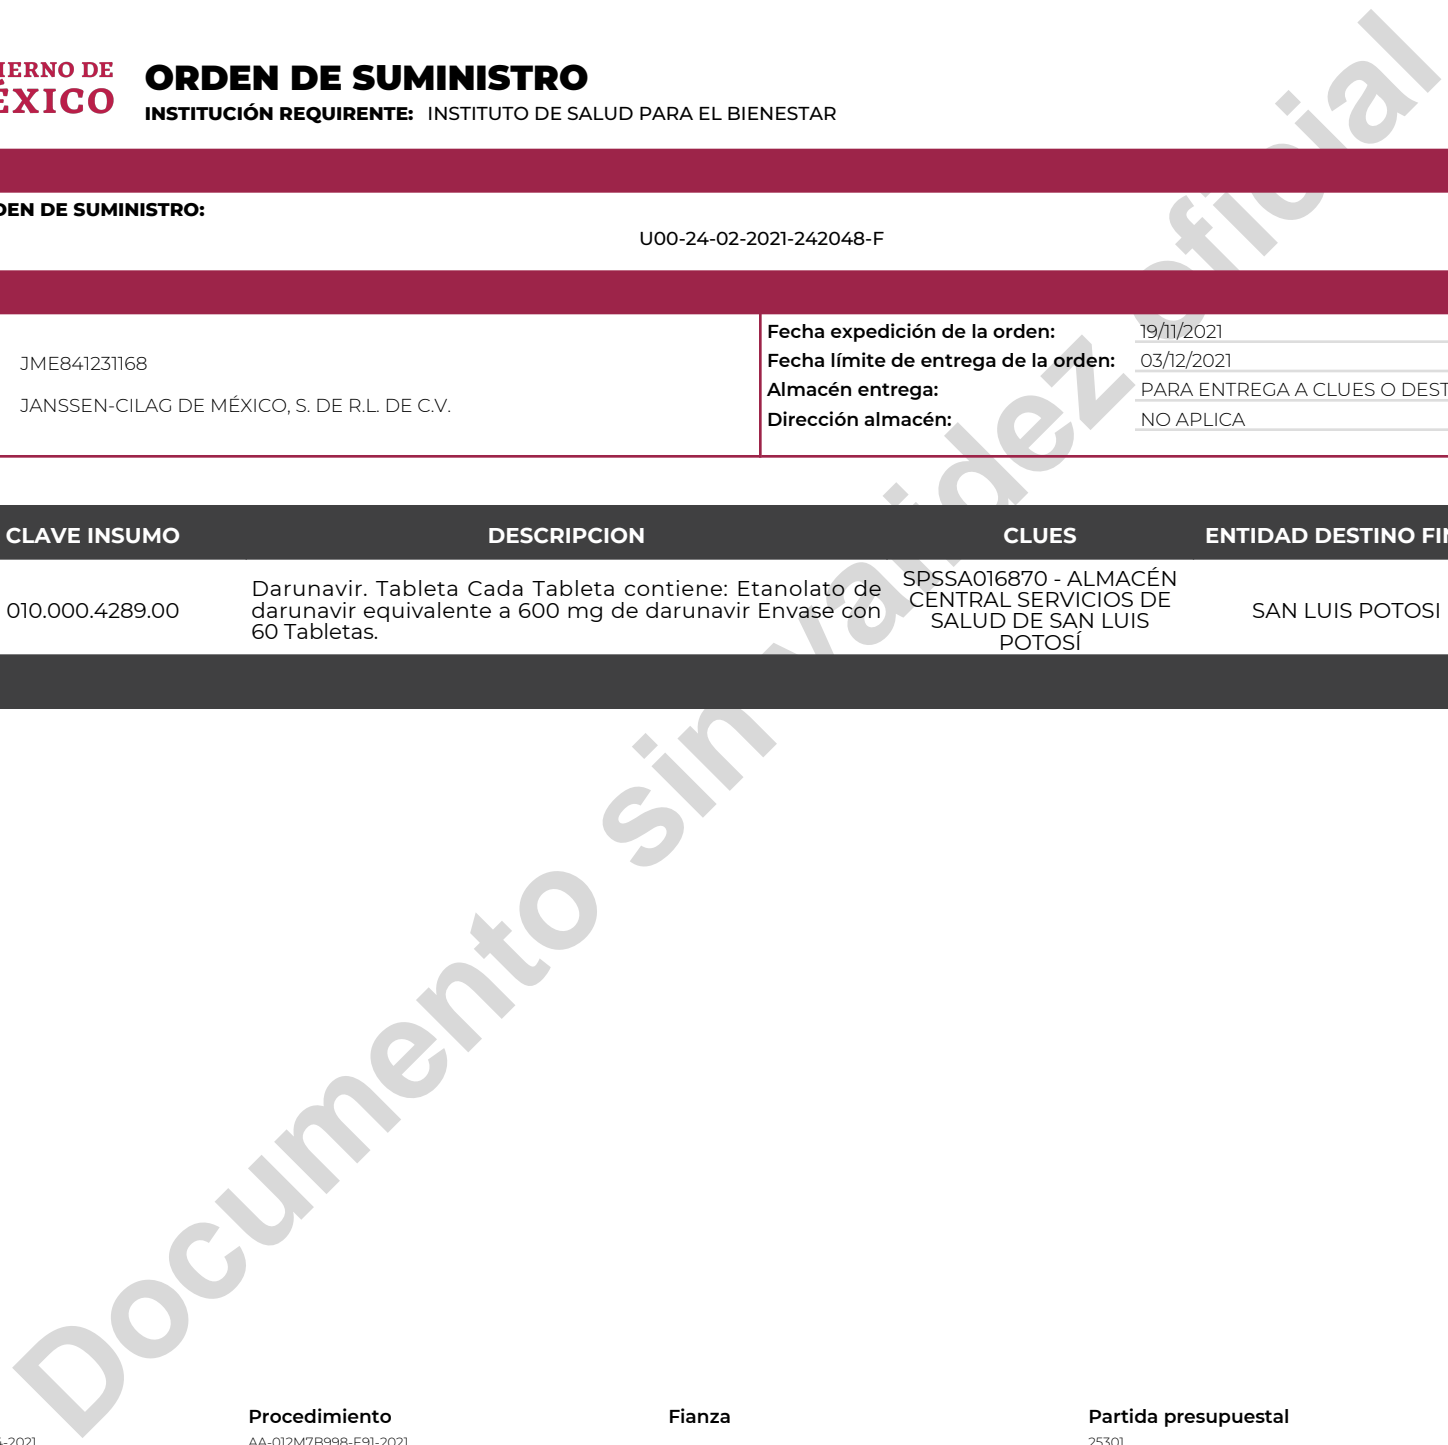 IERNO DE
ÉXICO
ORDEN DE SUMINISTRO
INSTITUCIÓN REQUIRENTE: INSTITUTO DE SALUD PARA EL BIENESTAR
DEN DE SUMINISTRO:
U00-24-02-2021-242048-F
JME841231168
JANSSEN-CILAG DE MÉXICO, S. DE R.L. DE C.V.
Fecha expedición de la orden: 19/11/2021
Fecha límite de entrega de la orden: 03/12/2021
Almacén entrega: PARA ENTREGA A CLUES O DEST
Dirección almacén: NO APLICA
CLAVE INSUMO DESCRIPCION CLUES ENTIDAD DESTINO FIN
010.000.4289.00
Darunavir. Tableta Cada Tableta contiene: Etanolato de
darunavir equivalente a 600 mg de darunavir Envase con
60 Tabletas.
SPSSA016870 - ALMACÉN
CENTRAL SERVICIOS DE
SALUD DE SAN LUIS
POTOSÍ
SAN LUIS POTOSI
Documento sin validez oficial
Procedimiento Fianza Partida presupuestal
-2021 AA-012M7B998-E91-2021 25301